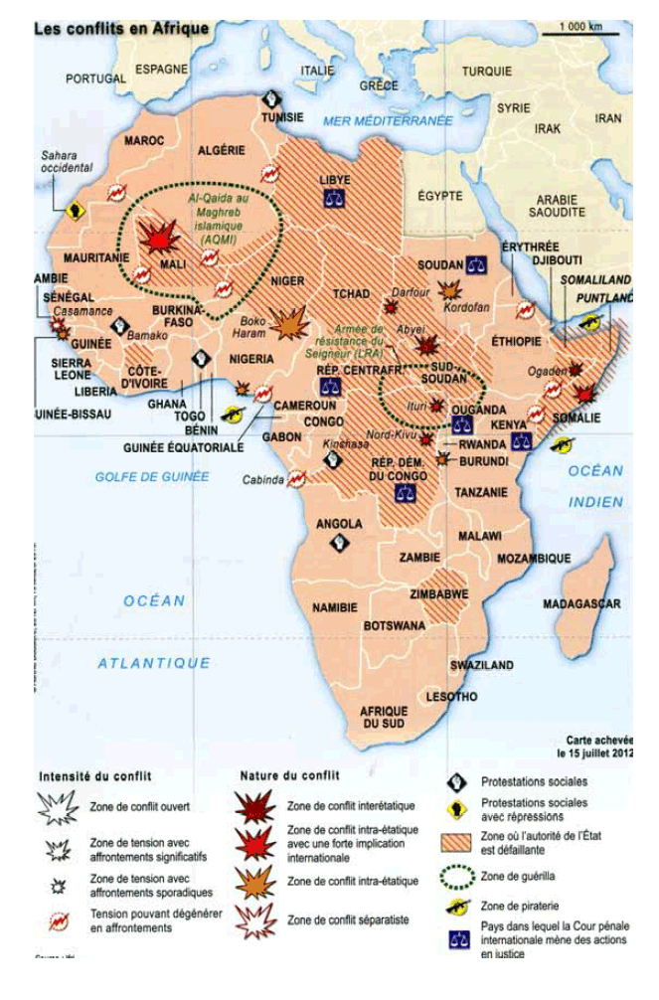 Les conflits en Afrique
1 000 km
PORTUGAL
ESPAGNE
ITALIE
GRÈCE
TURQUIE
SYRIE
IRAK
IRAN
TUNISIE
MER MÉDITERRANÉE
MAROC
ALGÉRIE
Sahara
occidental
LIBYE
ÉGYPTE
ARABIE
SAOUDITE
Al-Qaida au
Maghreb
islamique
(AQMI)
MAURITANIE
MALI
NIGER
TCHAD
SOUDAN
ÉRYTHRÉE
DJIBOUTI
SOMALILAND
PUNTLAND
AMBIE
SÉNÉGAL
Casamance
BURKINA-
FASO
Boko
Haram
Darfour
Kordofan
Abyei
Armée de
résistance du
Seigneur (LRA)
ÉTHIOPIE
Bamako
GUINÉE
SIERRA
LEONE
LIBERIA
CÔTE-
D'IVOIRE
NIGERIA
RÉP. CENTRAFR.
SUD-
SOUDAN
Ogaden
UINÉE-BISSAU
GHANA
TOGO
BÉNIN
CAMEROUN
Ituri
OUGANDA
KENYA
SOMALIE
GUINÉE ÉQUATORIALE
GABON
CONGO
Kinshasa
Nord-Kivu
RWANDA
BURUNDI
RÉP. DÉM.
DU CONGO
GOLFE DE GUINÉE
Cabinda
OCÉAN
INDIEN
TANZANIE
ANGOLA
MALAWI
ZAMBIE
MOZAMBIQUE
ZIMBABWE
MADAGASCAR
NAMIBIE
BOTSWANA
OCÉAN
ATLANTIQUE
SWAZILAND
LESOTHO
AFRIQUE
DU SUD
Carte achevée
le 15 juillet 2012
Intensité du conflit
Zone de conflit ouvert
Zone de tension avec
affrontements significatifs
Zone de tension avec
affrontements sporadiques
Tension pouvant dégénérer
en affrontements
Nature du conflit
Zone de conflit interétatique
Zone de conflit intra-étatique
avec une forte implication
internationale
Zone de conflit intra-étatique
Zone de conflit séparatiste
Protestations sociales
Protestations sociales
avec répressions
Zone où l'autorité de l'État
est défaillante
Zone de guérilla
Zone de piraterie
Pays dans lequel la Cour pénale
internationale mène des actions
en justice